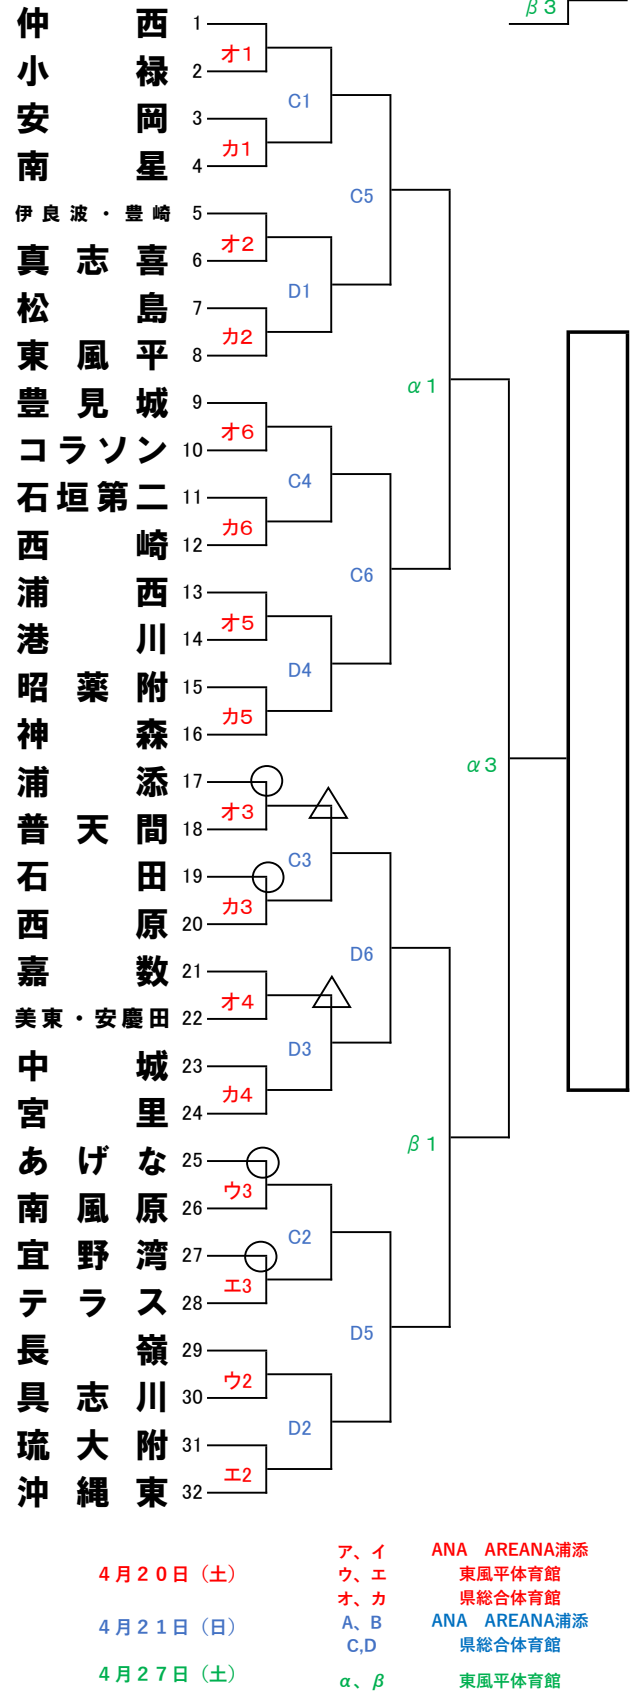 β３
仲西 1
オ1
小禄 2
C1
安岡 3
カ1
南星 4
C5
伊良波・豊崎 5
オ2
真志喜 6
D1
松島 7
カ2
東風平 8
α１
豊見城 9
オ6
コラソン 10
C4
石垣第二 11
カ6
西崎 12
C6
浦西 13
オ5
港川 14
D4
昭薬附 15
カ5
神森 16
α３
浦添 17
オ3
普天間 18
C3
石田 19
カ3
西原 20
D6
嘉数 21
オ4
美東・安慶田 22
D3
中城 23
カ4
宮里 24
β１
あげな 25
ウ3
南風原 26
C2
宜野湾 27
エ3
テラス 28
D5
長嶺 29
ウ2
具志川 30
D2
琉大附 31
エ2
沖縄東 32
ア、イ ANA　AREANA浦添
４月２０日（土） ウ、エ 東風平体育館
オ、カ 県総合体育館
４月２１日（日） A、B ANA　AREANA浦添
C,D 県総合体育館
４月２７日（土） α、β 東風平体育館